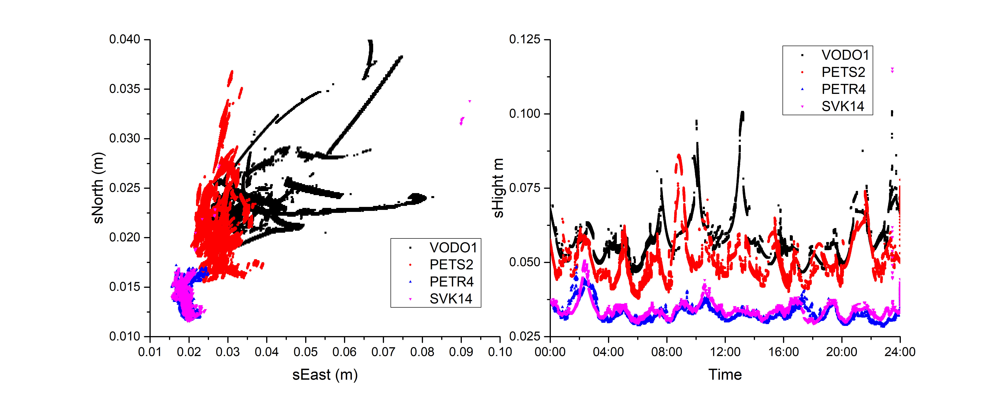 0.040
0.035
0.030
0.025
0.020
0.015
0.010
sNorth (m)
0.01 0.02 0.03 0.04 0.05 0.06 0.07 0.08 0.09 0.10
sEast (m)
VODO1
PETS2
PETR4
SVK14
0.125
0.100
0.075
0.050
0.025
sHight m
00:00 04:00 08:00 12:00 16:00 20:00 24:00
Time
VODO1
PETS2
PETR4
SVK14